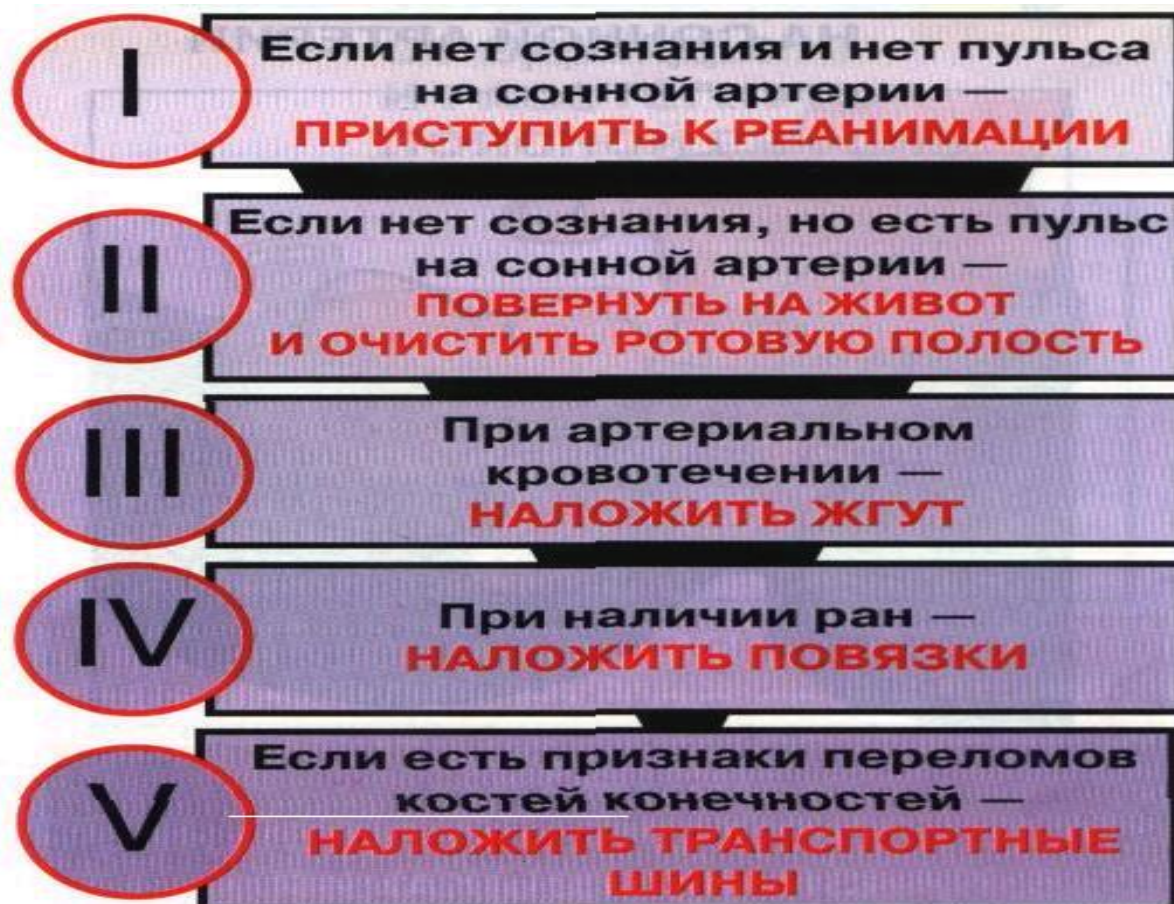 I
Если нет сознания и нет пульса
на сонной артерии —
ПРИСТУПИТЬ К РЕАНИМАЦИИ
II
Если нет сознания, но есть пульс
на сонной артерии —
ПОВЕРНУТЬ НА ЖИВОТ
И ОЧИСТИТЬ РОТОВУЮ ПОЛОСТЬ
III
При артериальном
кровотечении —
НАЛОЖИТЬ ЖГУТ
IV
При наличии ран —
НАЛОЖИТЬ ПОВЯЗКИ
V
Если есть признаки переломов
костей конечностей —
НАЛОЖИТЬ ТРАНСПОРТНЫЕ
ШИНЫ